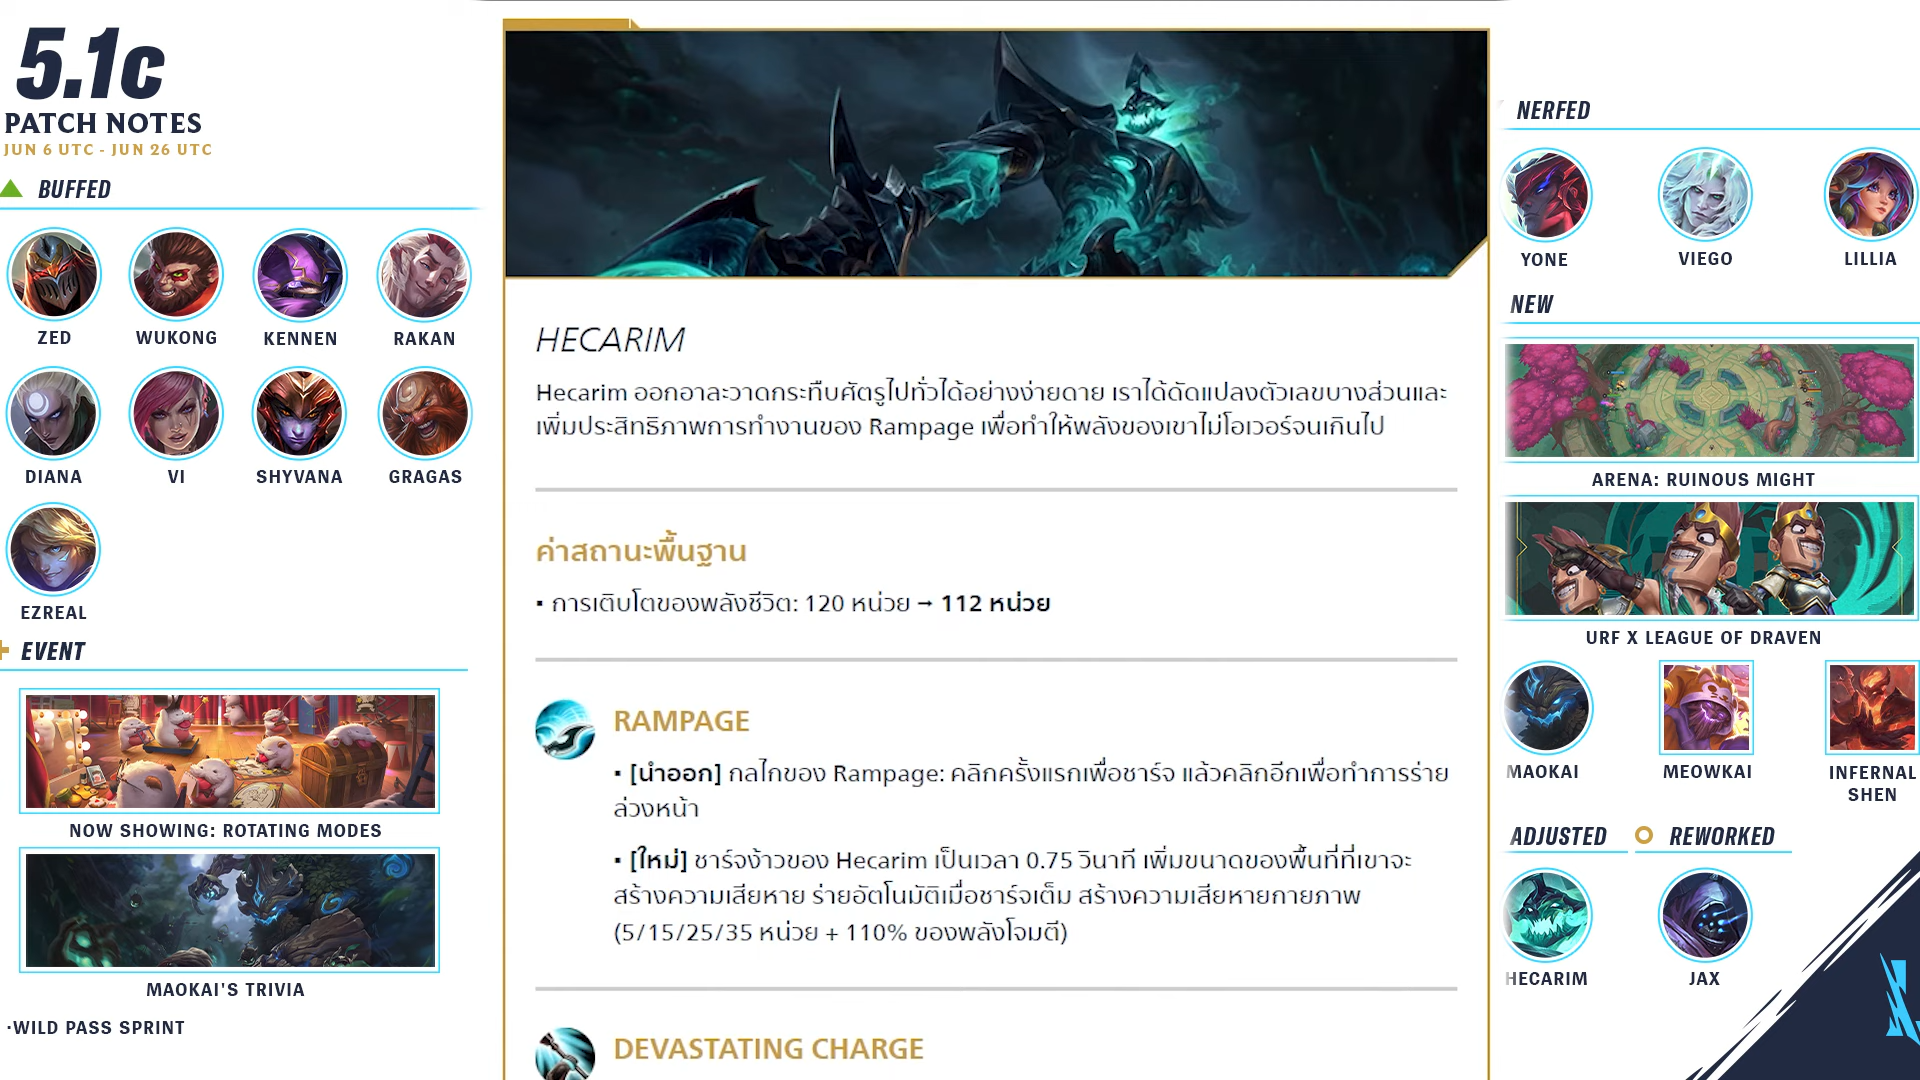 5.1c
PATCH NOTES
JUN 6 UTC - JUN 26 UTC
BUFFED
ZED
WUKONG
KENNEN
RAKAN
DIANA
VI
SHYVANA
GRAGAS
EZREAL
EVENT
NOW SHOWING: ROTATING MODES
MAOKAI'S TRIVIA
·WILD PASS SPRINT
HECARIM
Hecarim ออกอาละวาดกระทืบศัตรูไปทั่วได้อย่างง่ายดาย เราได้ดัดแปลงตัวเลขบางส่วนและ
เพิ่มประสิทธิภาพการทำงานของ Rampage เพื่อทำให้พลังของเขาไม่โอเวอร์จนเกินไป
ค่าสถานะพื้นฐาน
• การเติบโตของพลังชีวิต: 120 หน่วย → 112 หน่วย
RAMPAGE
• [นำออก] กลไกของ Rampage: คลิกครั้งแรกเพื่อชาร์จ แล้วคลิกอีกเพื่อทำการร่าย
ล่วงหน้า
• [ใหม่] ชาร์จง้าวของ Hecarim เป็นเวลา 0.75 วินาที เพิ่มขนาดของพื้นที่ที่เขาจะ
สร้างความเสียหาย ร่ายอัตโนมัติเมื่อชาร์จเต็ม สร้างความเสียหายกายภาพ
(5/15/25/35 หน่วย + 110% ของพลังโจมตี)
DEVASTATING CHARGE
NERFED
YONE
VIEGO
LILLIA
NEW
ARENA: RUINOUS MIGHT
URF X LEAGUE OF DRAVEN
MAOKAI
MEOWKAI
INFERNAL
SHEN
ADJUSTED
REWORKED
HECARIM
JAX